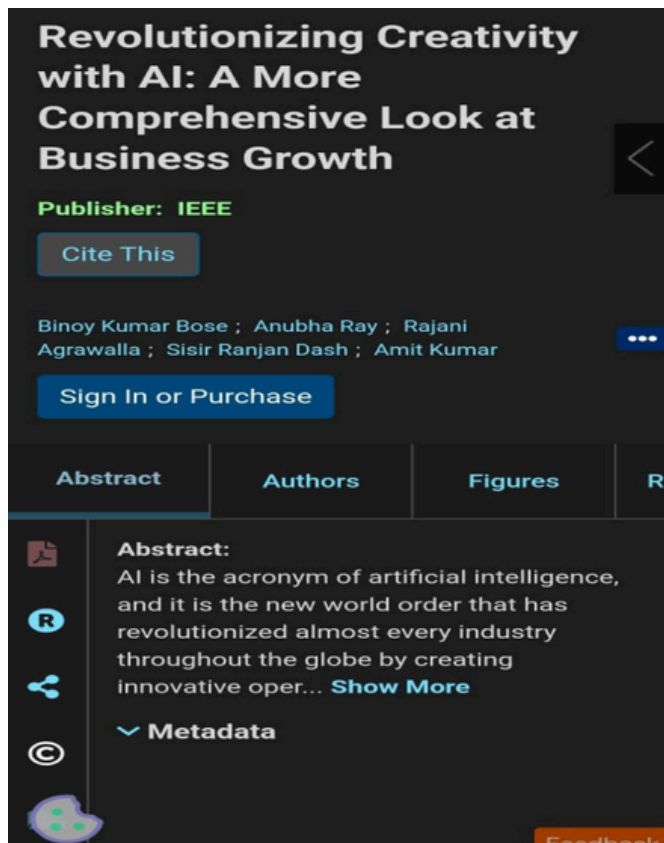 Revolutionizing Creativity
with AI: A More
Comprehensive Look at
Business Growth
Publisher: IEEE
Cite This
Binoy Kumar Bose ; Anubha Ray ; Rajani
Agrawalla ; Sisir Ranjan Dash ; Amit Kumar
Sign In or Purchase
Abstract
Authors
Figures
R
Abstract:
AI is the acronym of artificial intelligence,
and it is the new world order that has
revolutionized almost every industry
throughout the globe by creating
innovative oper... Show More
Metadata
R
©
Feedback